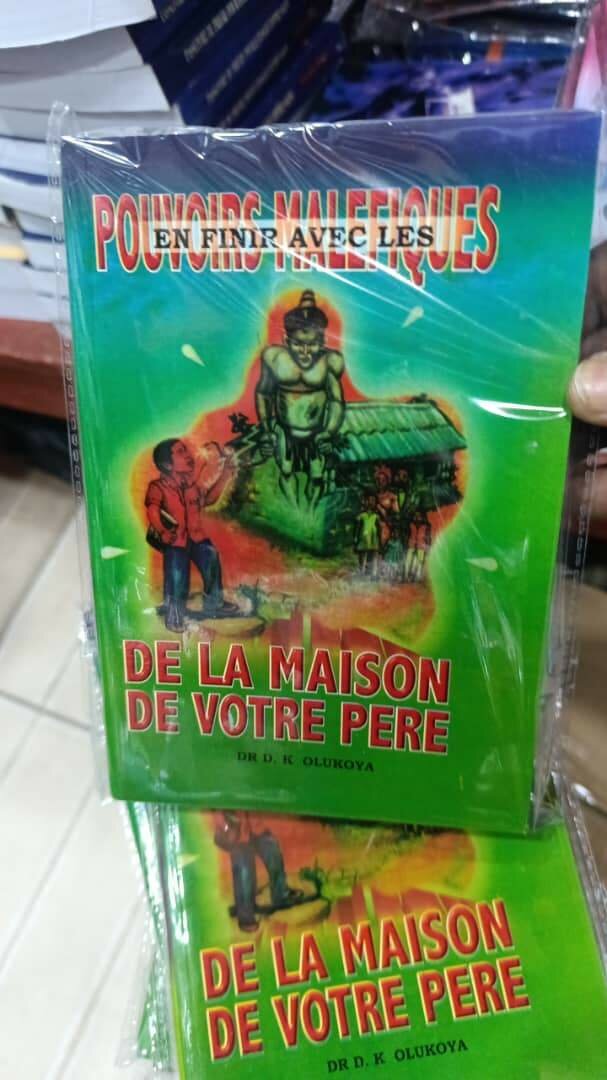 EN FINIR AVEC LES
POUVOIRS MALEFIQUES
DE LA MAISON
DE VOTRE PERE
DR D. K OLUKOYA
DE LA MAISON
DE VOTRE PERE
DR D. K OLUKOYA